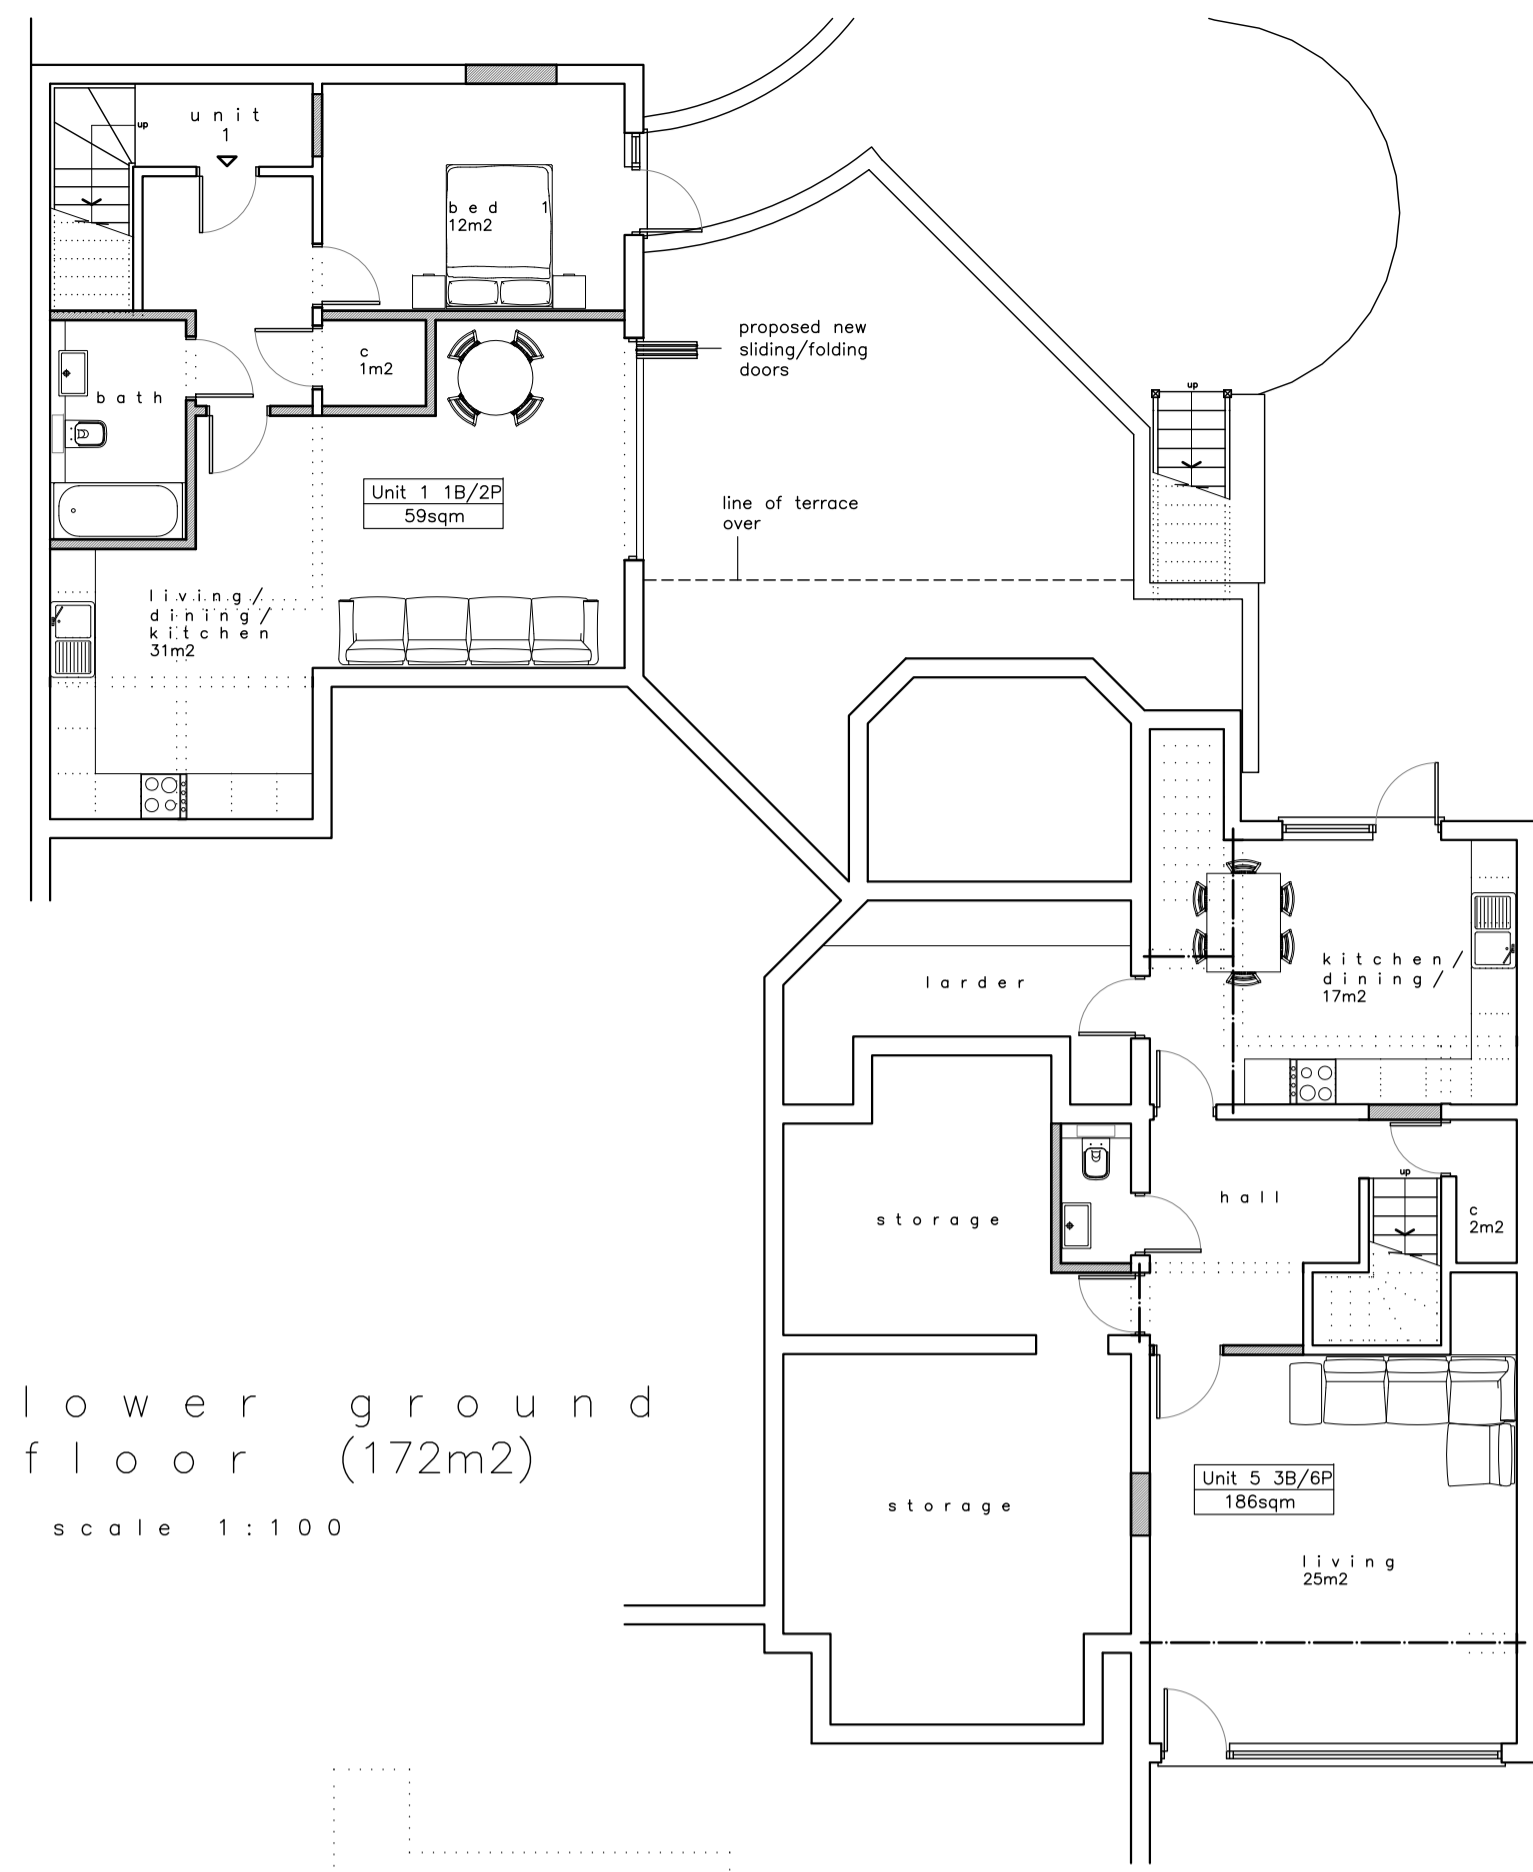 unit
1
up
bed 1
12m2
c
1m2
bath
proposed new
sliding/folding
doors
up
Unit 1 1B/2P
59sqm
line of terrace
over
living/
dining/
kitchen
31m2
larder
kitchen/
dining/
17m2
storage
hall
up
c
2m2
lower ground
floor (172m2)
scale 1:100
storage
Unit 5 3B/6P
186sqm
living
25m2